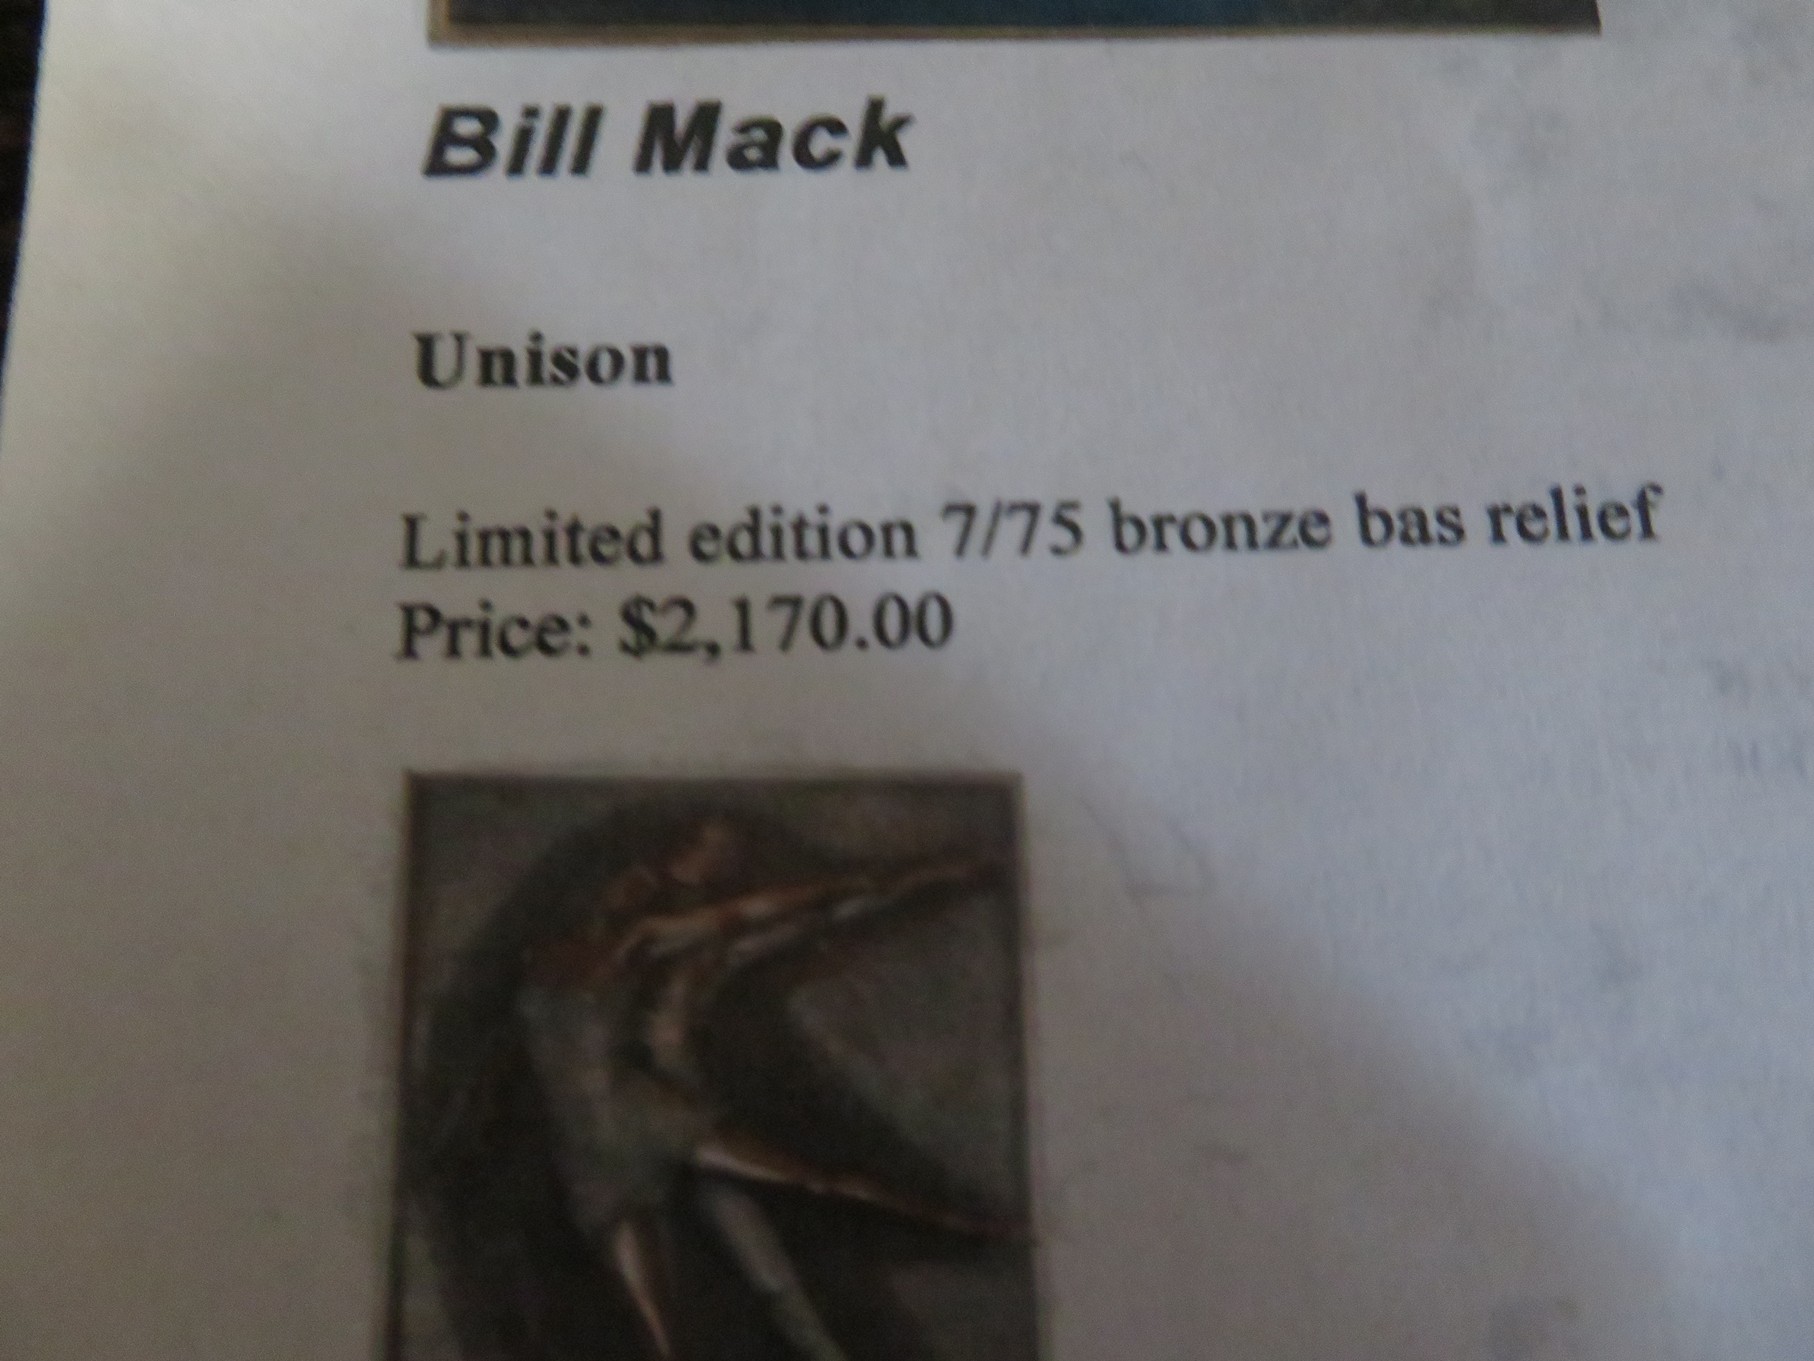 Bill Mack
Unison
Limited edition 7/75 bronze bas relief
Price: $2,170.00